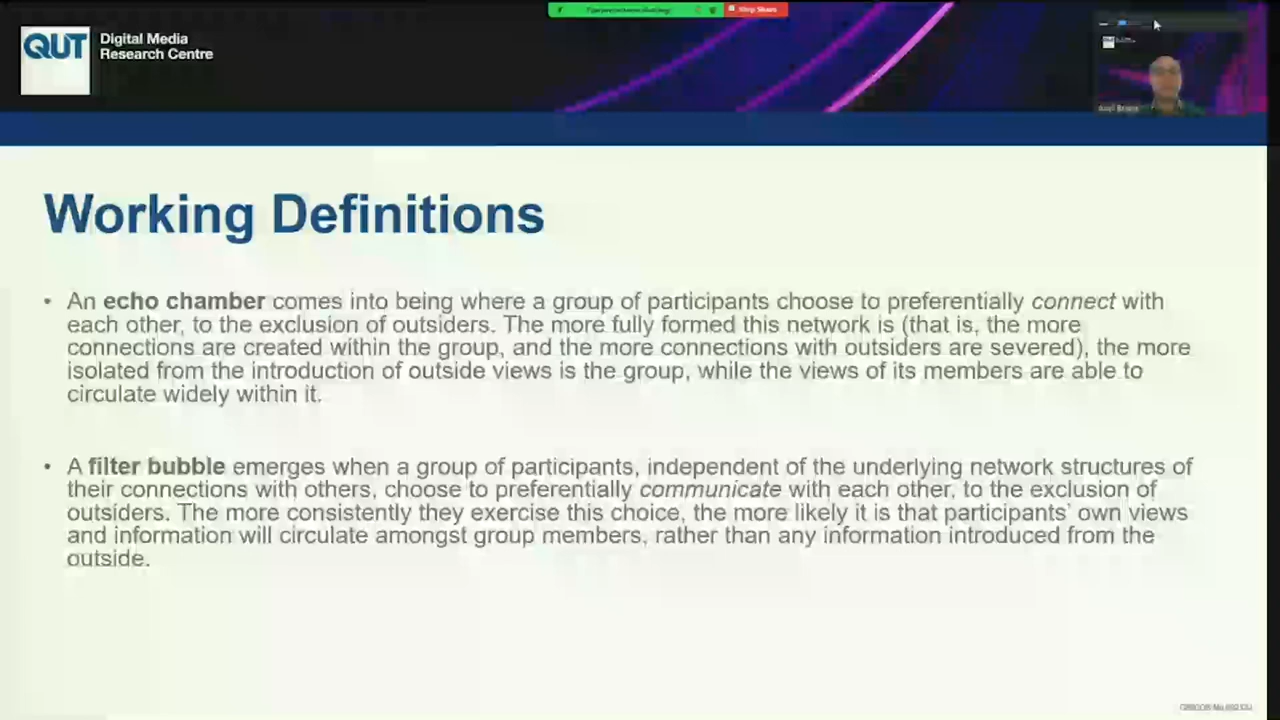 Stop Share
QUT
Digital Media
Research Centre
Working Definitions
• An echo chamber comes into being where a group of participants choose to preferentially connect with
each other, to the exclusion of outsiders. The more fully formed this network is (that is, the more
connections are created within the group, and the more connections with outsiders are severed), the more
isolated from the introduction of outside views is the group, while the views of its members are able to
circulate widely within it.
• A filter bubble emerges when a group of participants, independent of the underlying network structures of
their connections with others, choose to preferentially communicate with each other, to the exclusion of
outsiders. The more consistently they exercise this choice, the more likely it is that participants’ own views
and information will circulate amongst group members, rather than any information introduced from the
outside.